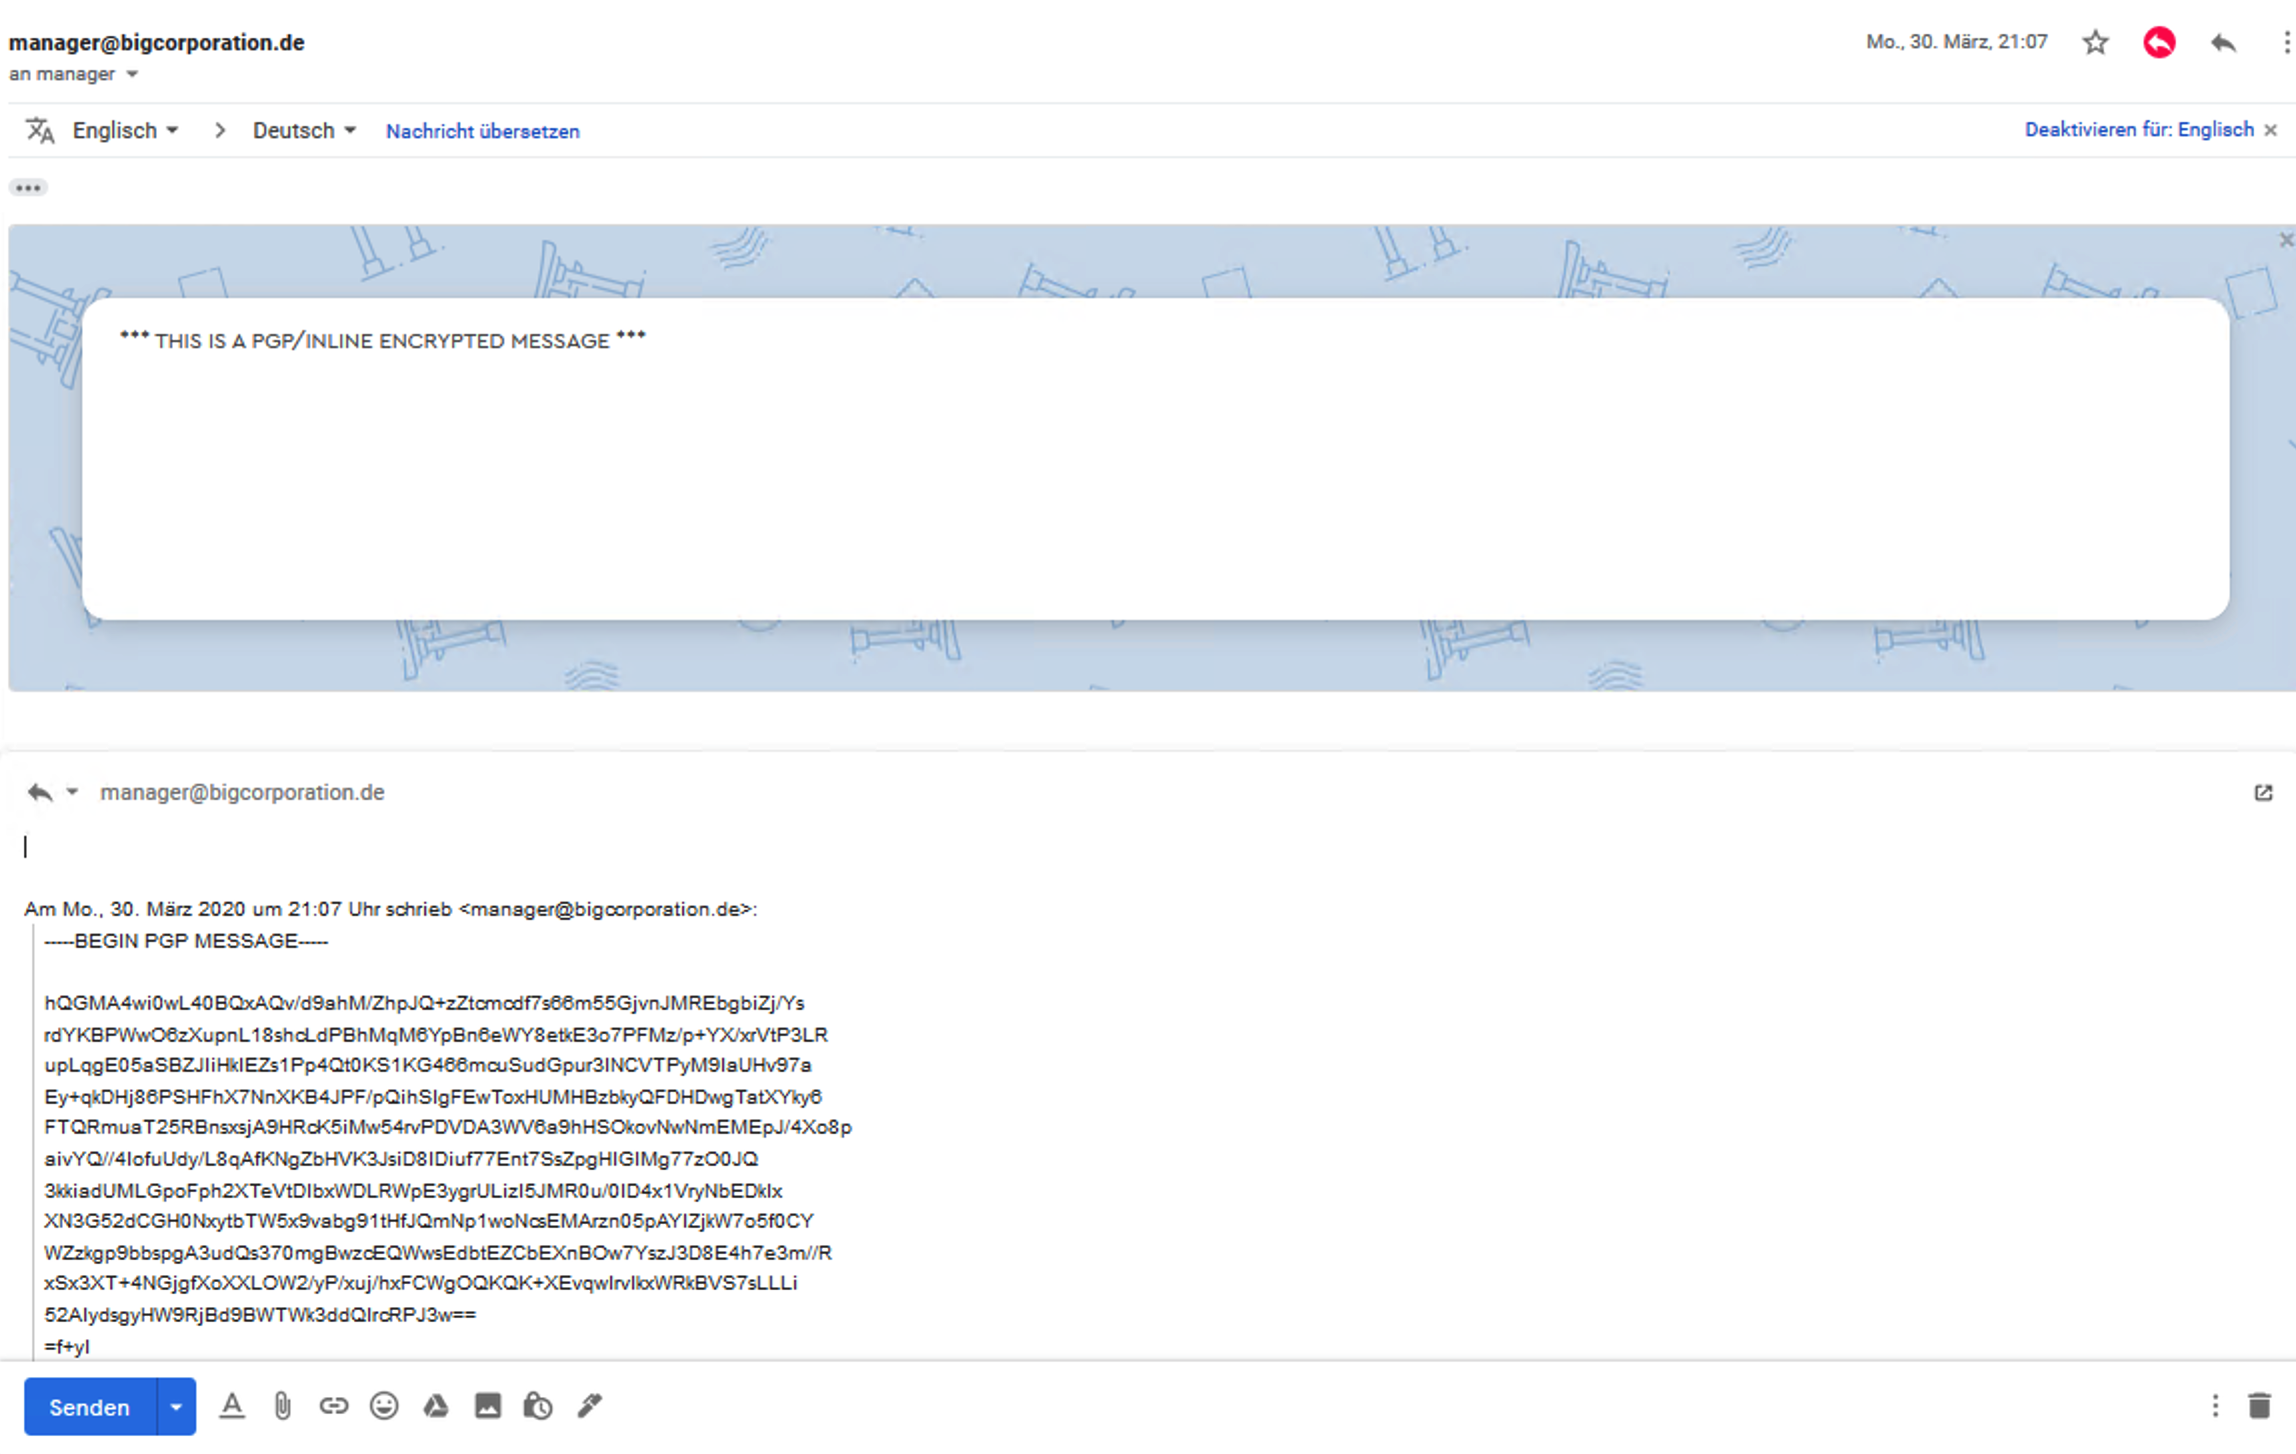 manager@bigcorporation.de
Mo., 30. März, 21:07
an manager
Englisch > Deutsch Nachricht übersetzen
Deaktivieren für: Englisch ×
*** THIS IS A PGP/INLINE ENCRYPTED MESSAGE ***
manager@bigcorporation.de
Am Mo., 30. März 2020 um 21:07 Uhr schrieb <manager@bigcorporation.de>:
-----BEGIN PGP MESSAGE-----
hQGMA4wi0wL40BQxAQv/d9ahM/ZhpJQ+zZtcmcdf7s66m55GjvnJMREbgbiZj/Ys
rdYKBPWwO6zXupnL18shcLdPBhMqM6YpBn6eWY8etkE3o7PFMz/p+YX/xrVtP3LR
upLqgE05aSBZJIiHklEZs1Pp4Qt0KS1KG466mcuSudGpur3INCVTPyM9IaUHv97a
Ey+qkDHj86PSHFhX7NnXKB4JPF/pQihSIgFEwToxHUMHBzbkyQFDHDwgTatXYky6
FTQRmuaT25RBnsxsjA9HRcK5iMw54rvPDVDA3WV6a9hHSOkovNwNmEMEpJ/4Xo8p
aivYQ//4IofuUdy/L8qAfKNgZbHVK3JsiD8IDiuf77Ent7SsZpgHIGIMg77zO0JQ
3kkiadUMLGpoFph2XTeVtDIbxWDLRWpE3ygrULizI5JMR0u/0ID4x1VryNbEDklx
XN3G52dCGH0NxytbTW5x9vabg91tHfJQmNp1woNcsEMArzn05pAYIZjkW7o5f0CY
WZzkgp9bbspgA3udQs370mgBwzcEQWwsEdbtEZCbEXnBOw7YszJ3D8E4h7e3m//R
xSx3XT+4NGjgfXoXXLOW2/yP/xuj/hxFCWgOQKQK+XEvqwIrvlkxWRkBVS7sLLLi
52AIydsgyHW9RjBd9BWTWk3ddQIrcRPJ3w==
=f+yI
Senden